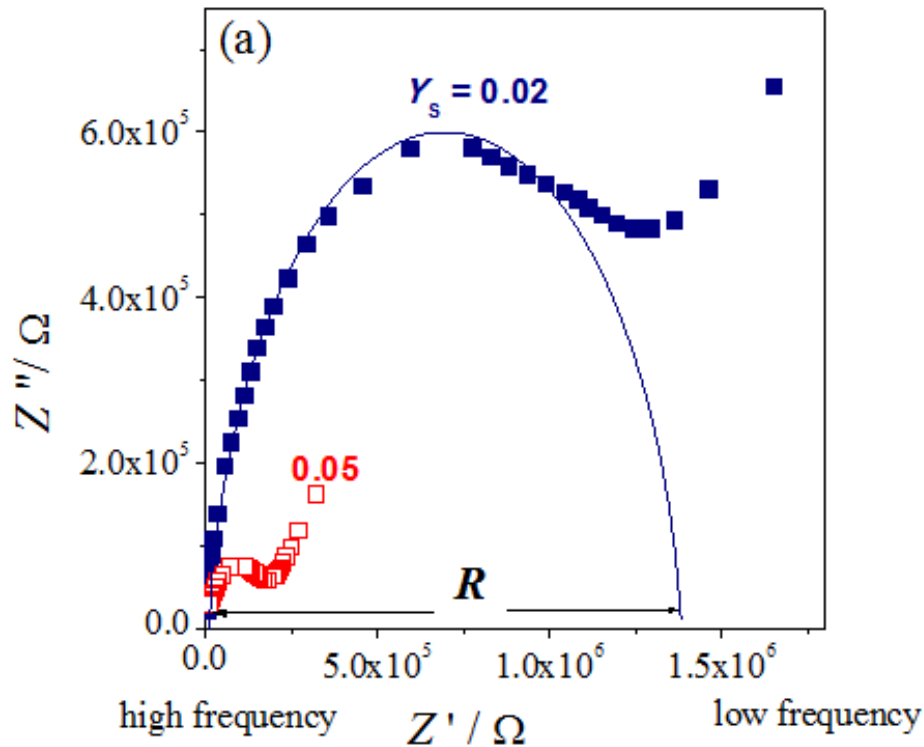 (a)
Yₛ = 0.02
6.0x10⁵
4.0x10⁵
Z "/ Ω
2.0x10⁵
0.05
R
0.0
0.0 5.0x10⁵ 1.0x10⁶ 1.5x10⁶
high frequency Z ' / Ω low frequency